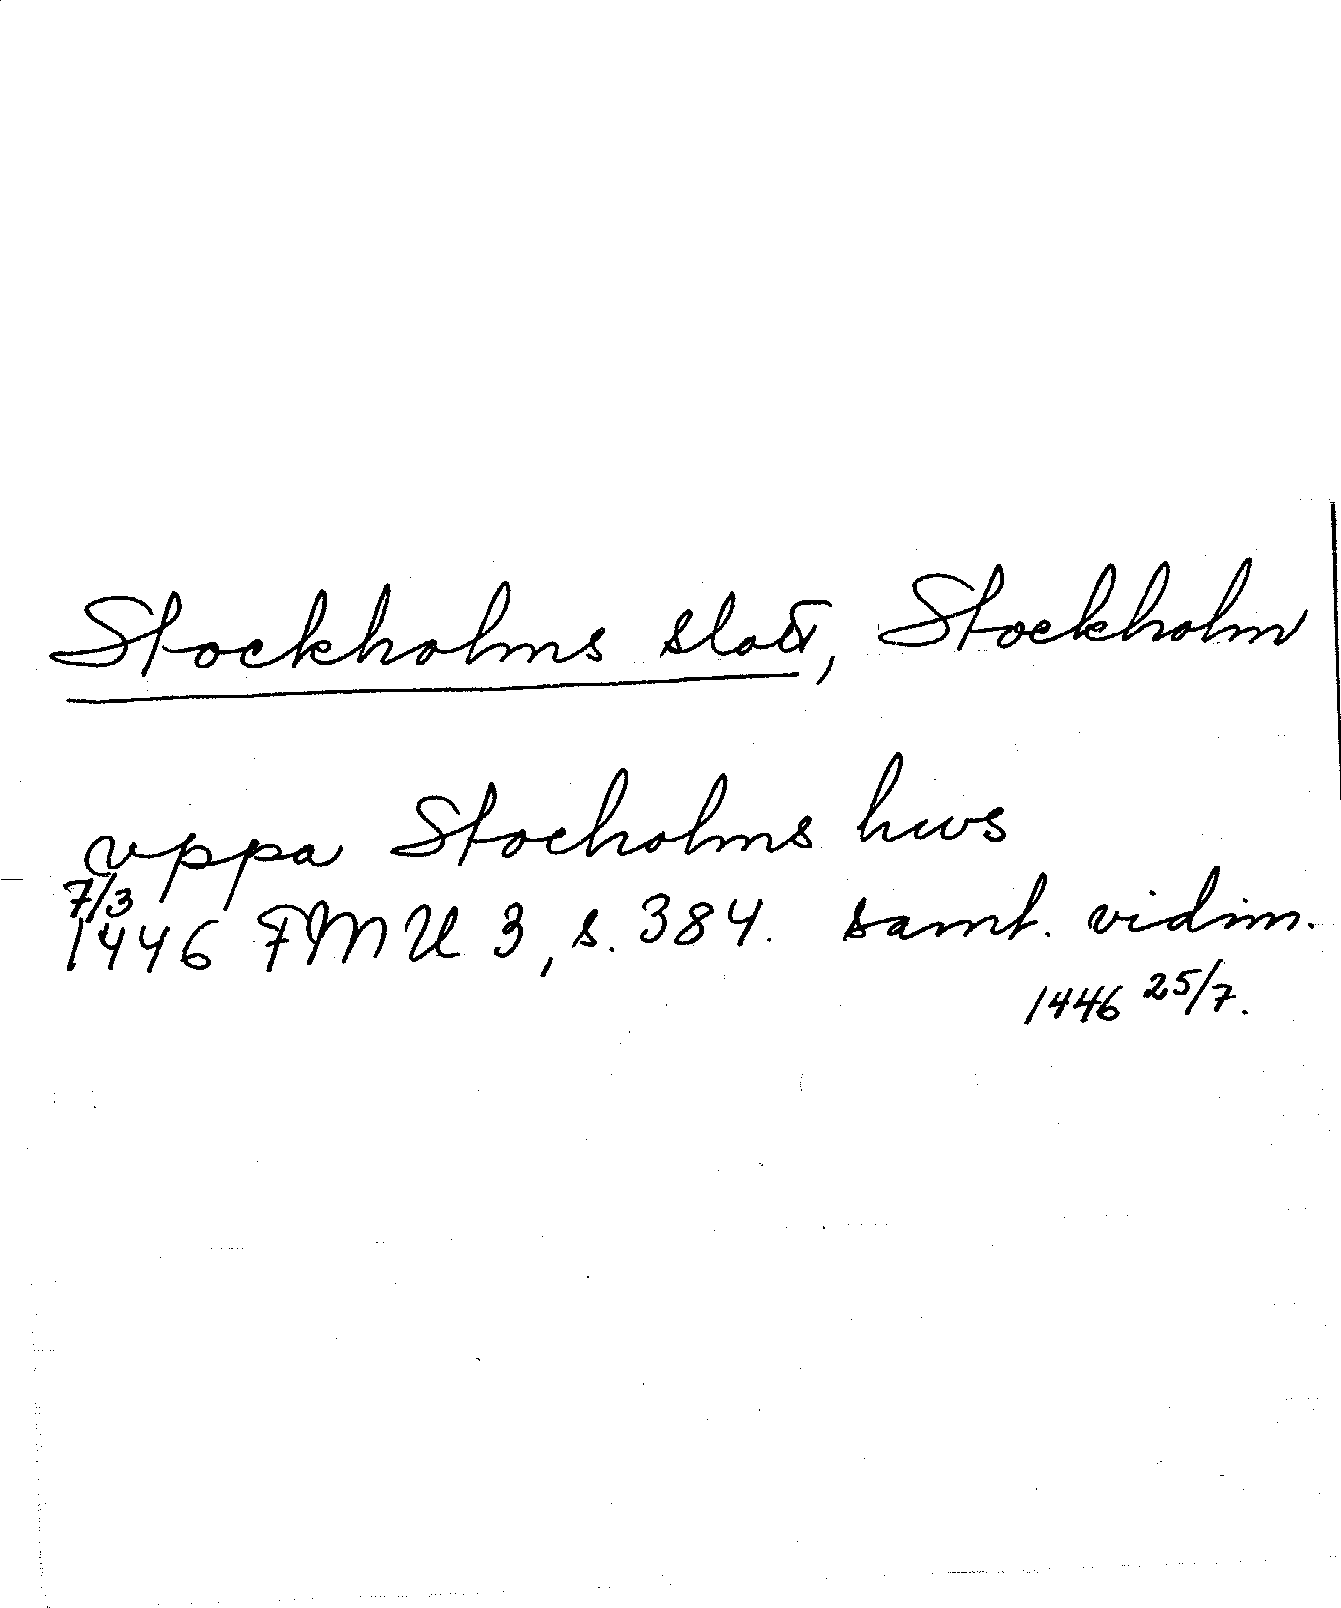 Stockholms slott, Stockholm
vppa Stocholms hws
7/3
1446 FMU 3, s. 384. samt. vidim.
1446 25/7.